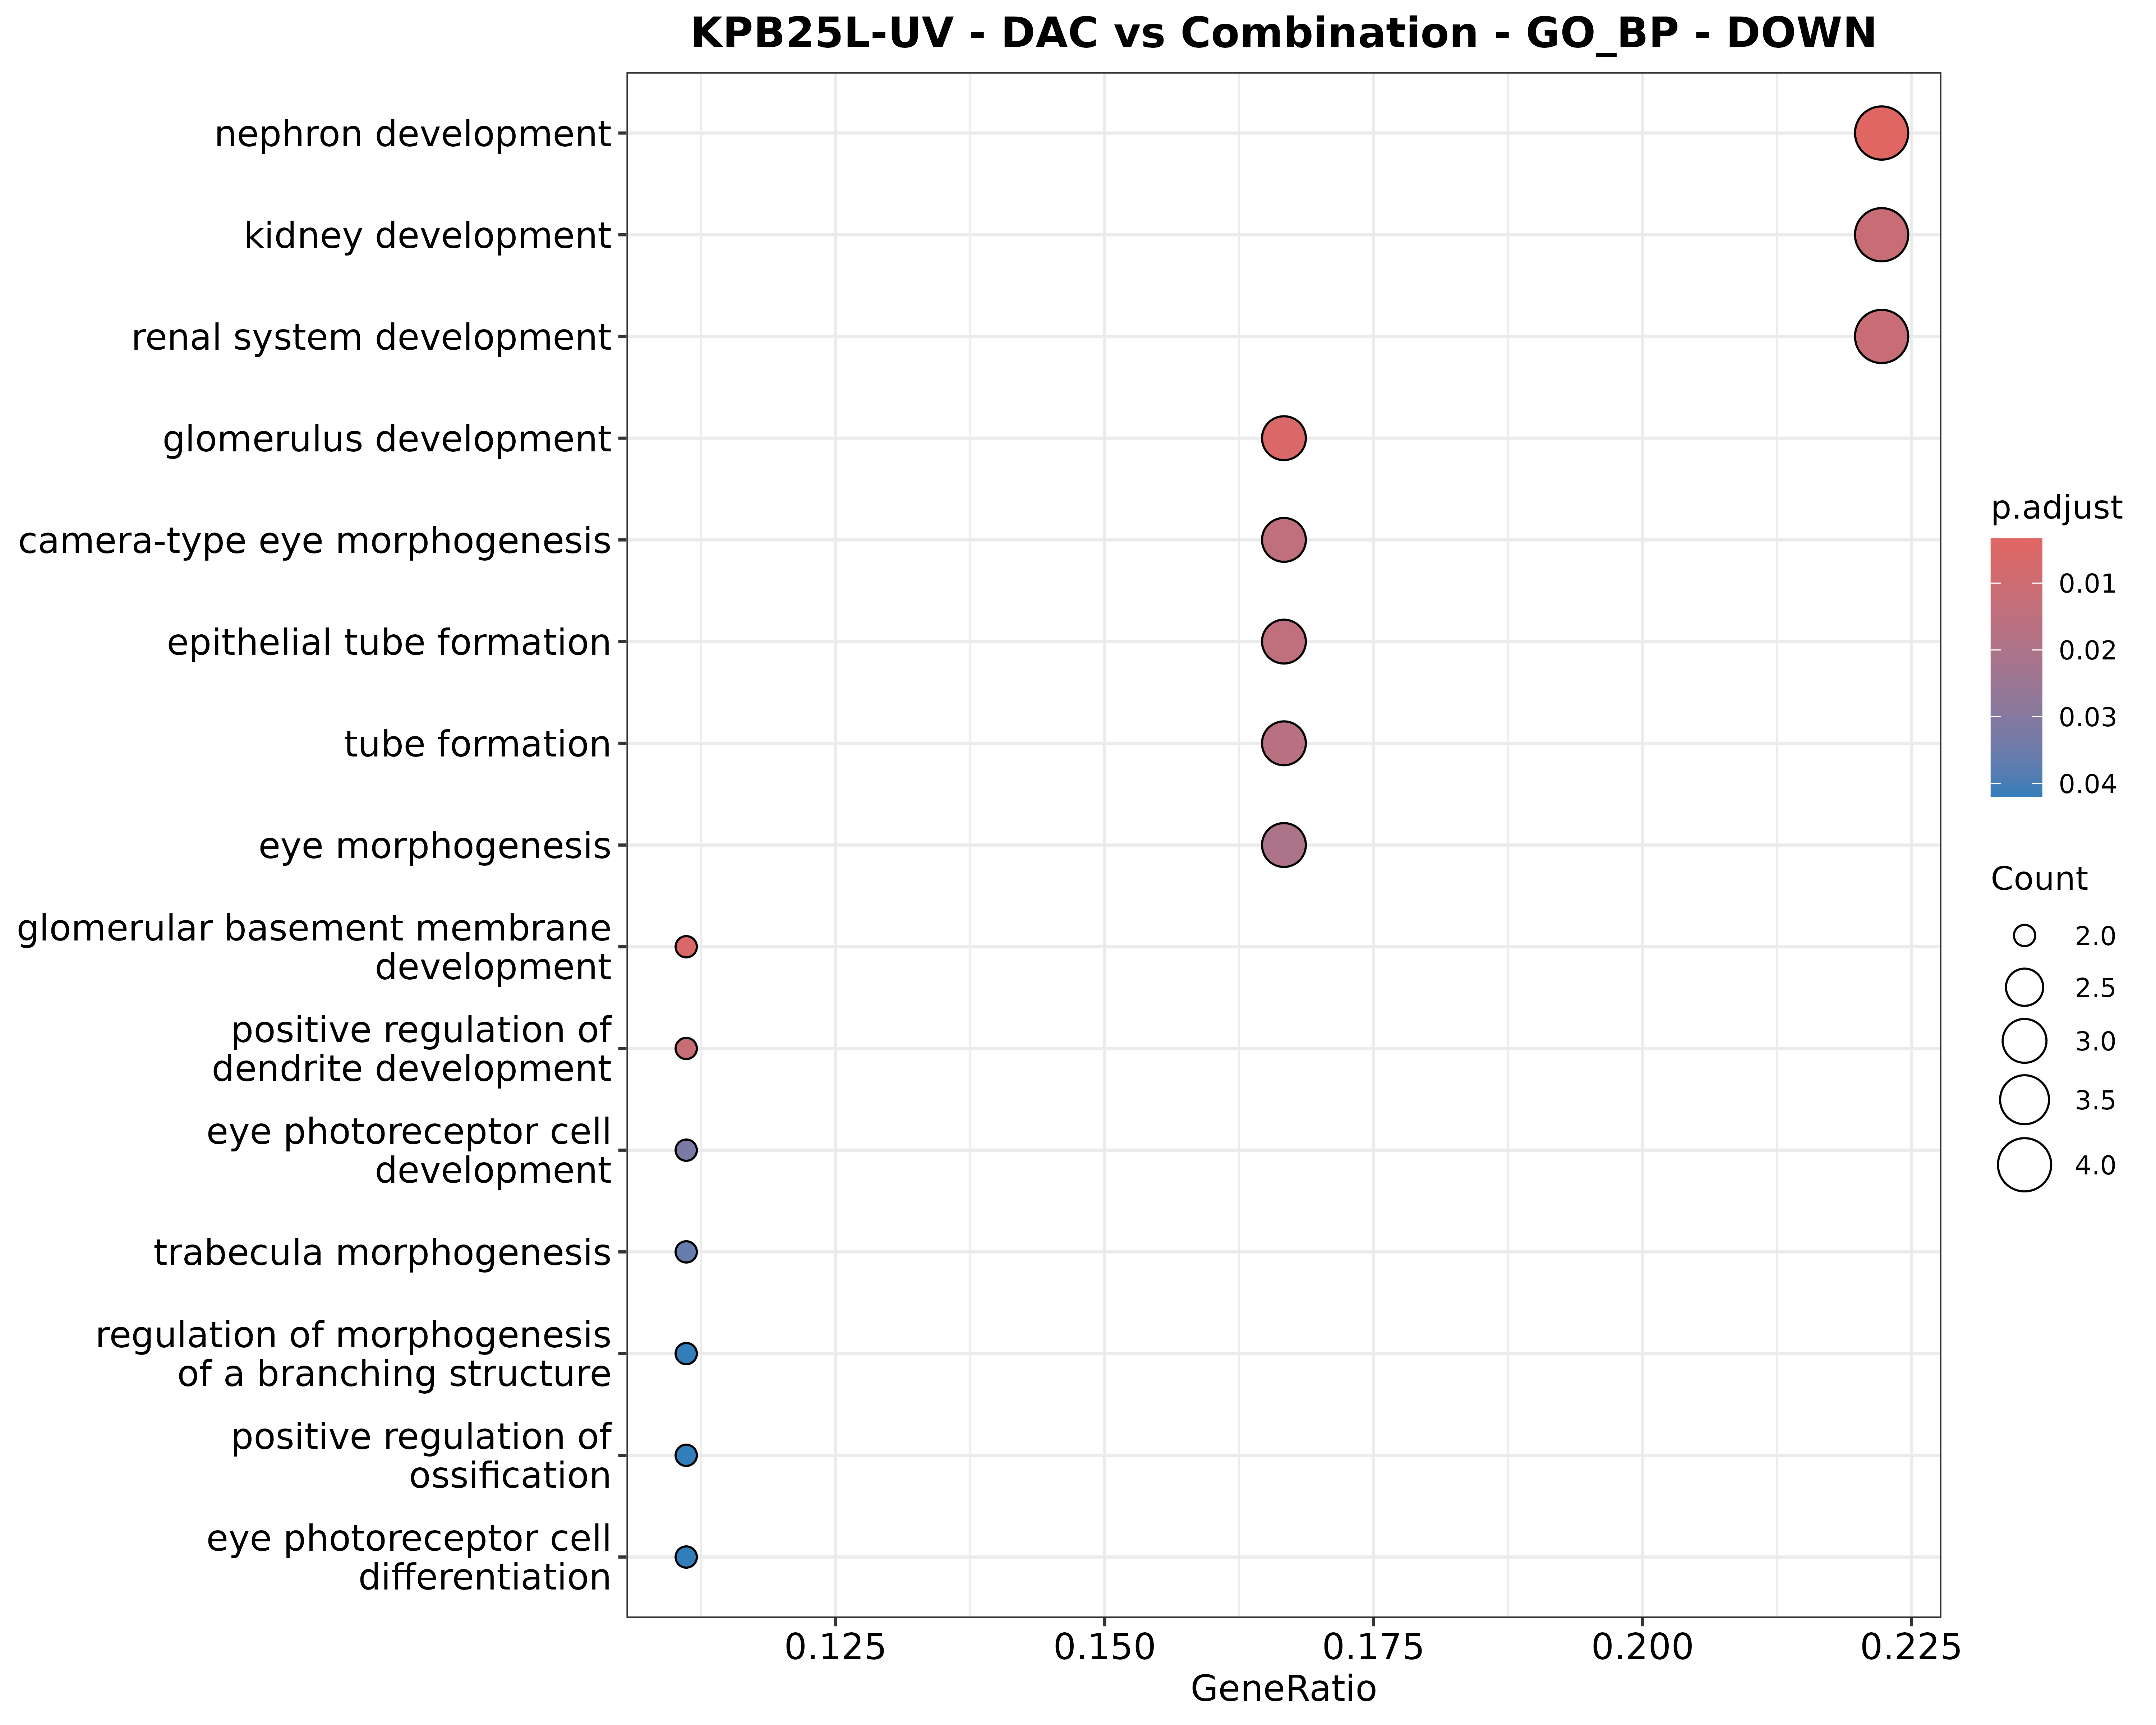 KPB25L-UV - DAC vs Combination - GO_BP - DOWN
nephron development
kidney development
renal system development
glomerulus development
camera-type eye morphogenesis
epithelial tube formation
tube formation
eye morphogenesis
glomerular basement membrane
development
positive regulation of
dendrite development
eye photoreceptor cell
development
trabecula morphogenesis
regulation of morphogenesis
of a branching structure
positive regulation of
ossification
eye photoreceptor cell
differentiation
0.125
0.150
0.175
0.200
0.225
GeneRatio
p.adjust
0.01
0.02
0.03
0.04
Count
2.0
2.5
3.0
3.5
4.0